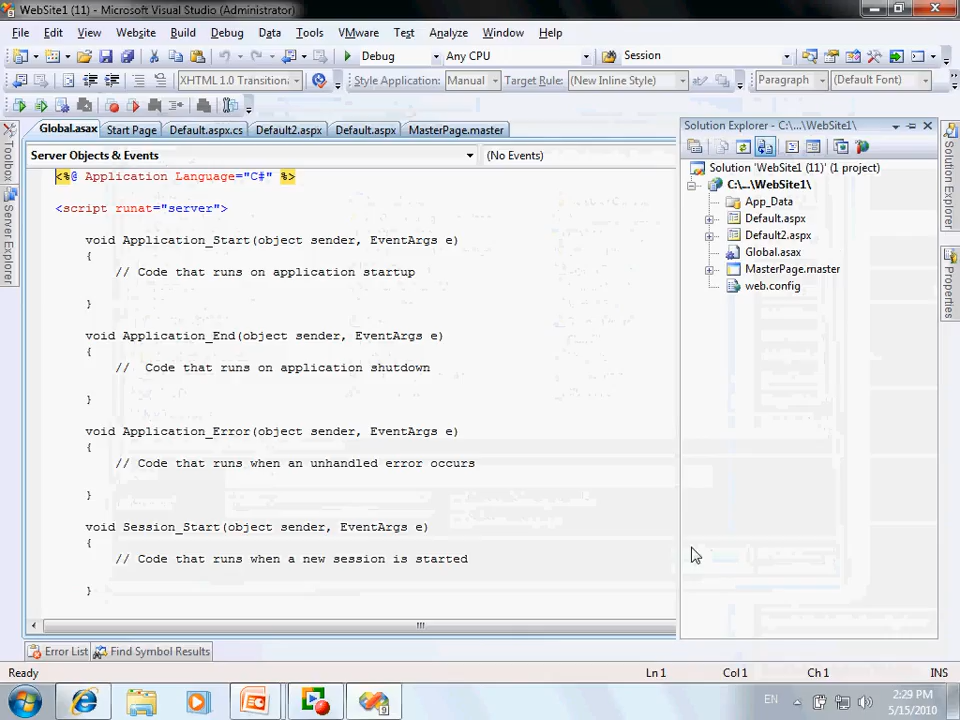 WebSite1 (11) - Microsoft Visual Studio (Administrator)
File Edit View Website Build Debug Data Tools VMware Test Analyze Window Help
Debug Any CPU Session
XHTML 1.0 Transition Style Application: Manual Target Rule: (New Inline Style) Paragraph (Default Font)
Global.asax Start Page Default.aspx.cs Default2.aspx Default.aspx MasterPage.master
Server Objects & Events (No Events)
<%@ Application Language="C#" %>
<script runat="server">
void Application_Start(object sender, EventArgs e)
{
// Code that runs on application startup
}
void Application_End(object sender, EventArgs e)
{
//  Code that runs on application shutdown
}
void Application_Error(object sender, EventArgs e)
{
// Code that runs when an unhandled error occurs
}
void Session_Start(object sender, EventArgs e)
{
// Code that runs when a new session is started
}
Toolbox
Server Explorer
Solution Explorer - C:\...\WebSite1\
Solution 'WebSite1 (11)' (1 project)
C:\...\WebSite1\
App_Data
Default.aspx
Default2.aspx
Global.asax
MasterPage.master
web.config
Solution Explorer
Properties
Error List Find Symbol Results
Ready Ln 1 Col 1 Ch 1 INS
EN 2:29 PM
5/15/2010